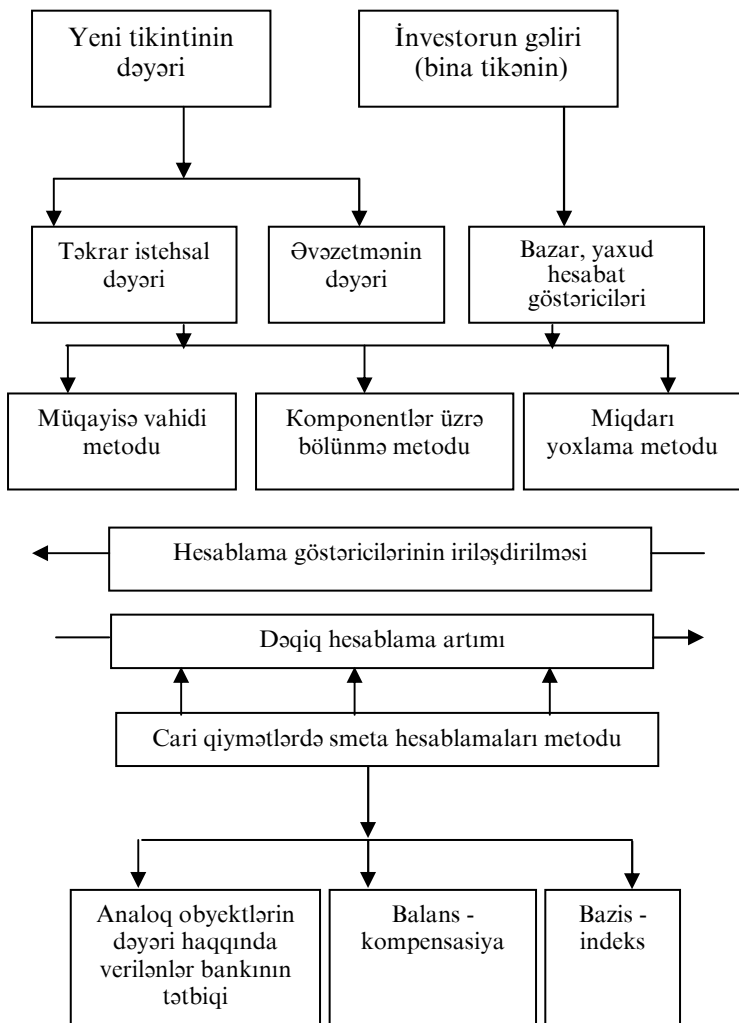 Yeni tikintinin
dəyəri
İnvestorun gəliri
(bina tikənin)
Təkrar istehsal
dəyəri
Əvəzetmənin
dəyəri
Bazar, yaxud
hesabat
göstəriciləri
Müqayisə vahidi
metodu
Komponentlər üzrə
bölünmə metodu
Miqdarı
yoxlama metodu
Hesablama göstəricilərinin iriləşdirilməsi
Dəqiq hesablama artımı
Cari qiymətlərdə smeta hesablamaları metodu
Analoq obyektlərin
dəyəri haqqında
verilənlər bankının
tətbiqi
Balans -
kompensasiya
Bazis -
indeks